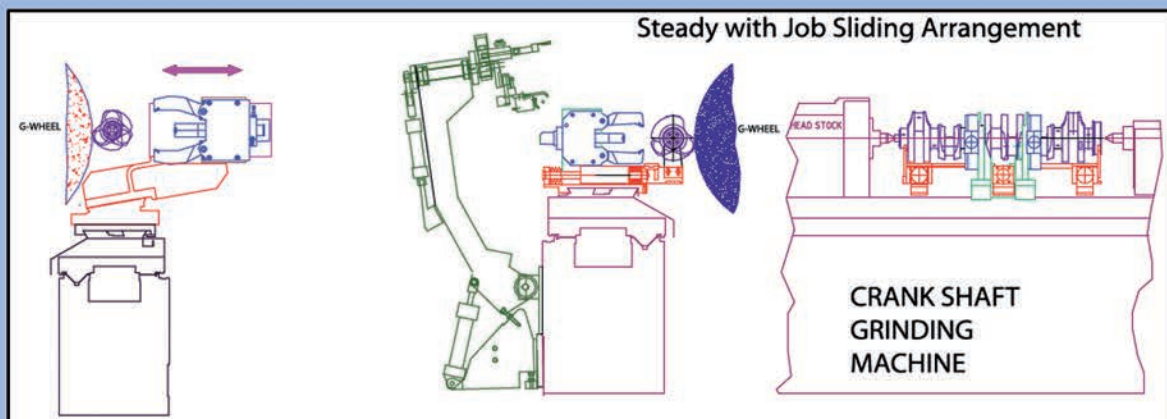 Steady with Job Sliding Arrangement
G-WHEEL
G-WHEEL
HEAD STOCK
CRANK SHAFT
GRINDING
MACHINE